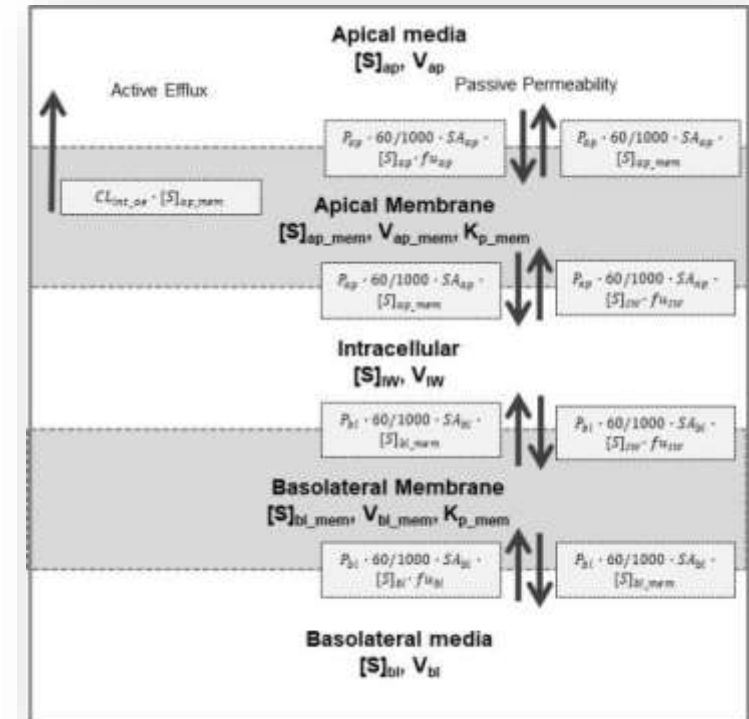 Apical media
[S]ap, Vap
Active Efflux
Passive Permeability
Pap · 60/1000 · SAap ·
[S]ap · fuap
Pap · 60/1000 · SAap ·
[S]ap_mem
CLint_ae · [S]ap_mem
Apical Membrane
[S]ap_mem, Vap_mem, Kp_mem
Pap · 60/1000 · SAap ·
[S]ap_mem
Pap · 60/1000 · SAap ·
[S]IW · fuIW
Intracellular
[S]IW, VIW
Pbl · 60/1000 · SAbl ·
[S]bl_mem
Pbl · 60/1000 · SAbl ·
[S]IW · fuIW
Basolateral Membrane
[S]bl_mem, Vbl_mem, Kp_mem
Pbl · 60/1000 · SAbl ·
[S]bl · fubl
Pbl · 60/1000 · SAbl ·
[S]bl_mem
Basolateral media
[S]bl, Vbl